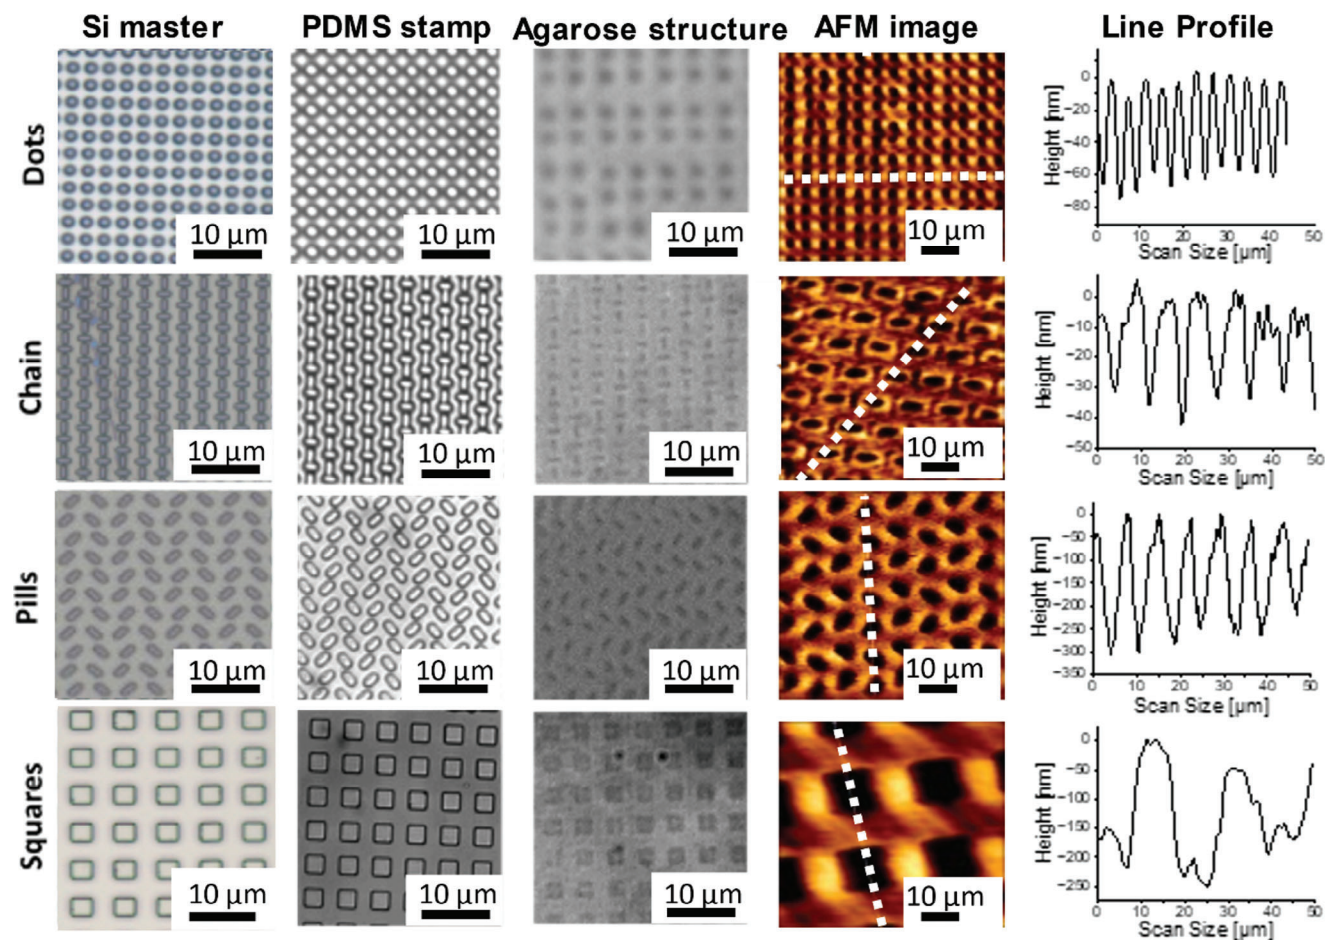 Si master PDMS stamp Agarose structure AFM image Line Profile
Dots
10 µm 10 µm 10 µm 10 µm
Height [nm]
0
−20
−40
−60
−80
0 10 20 30 40 50
Scan Size [µm]
Chain
10 µm 10 µm 10 µm 10 µm
Height [nm]
0
−10
−20
−30
−40
−50
0 10 20 30 40 50
Scan Size [µm]
Pills
10 µm 10 µm 10 µm 10 µm
Height [nm]
0
−50
−100
−150
−200
−250
−300
−350
0 10 20 30 40 50
Scan Size [µm]
Squares
10 µm 10 µm 10 µm 10 µm
Height [nm]
0
−50
−100
−150
−200
−250
0 10 20 30 40 50
Scan Size [µm]